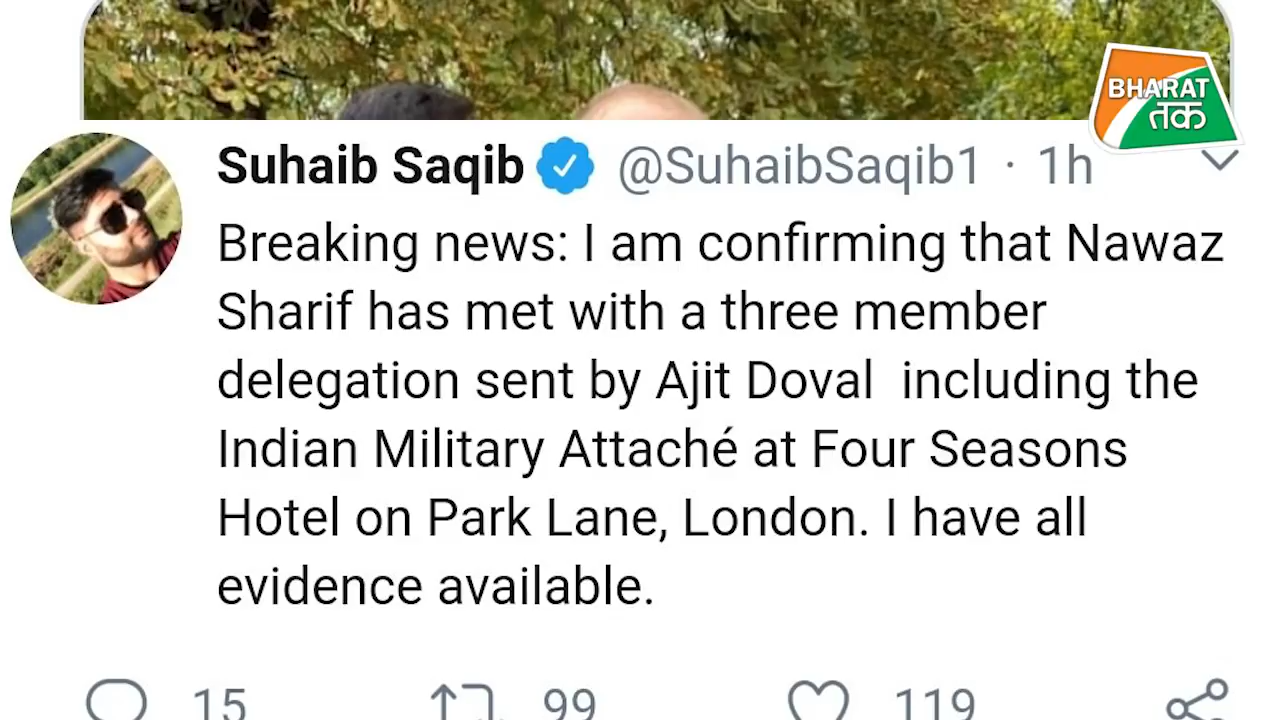 BHARAT
तक
Suhaib Saqib @SuhaibSaqib1 · 1h
Breaking news: I am confirming that Nawaz
Sharif has met with a three member
delegation sent by Ajit Doval including the
Indian Military Attaché at Four Seasons
Hotel on Park Lane, London. I have all
evidence available.
15 99 119